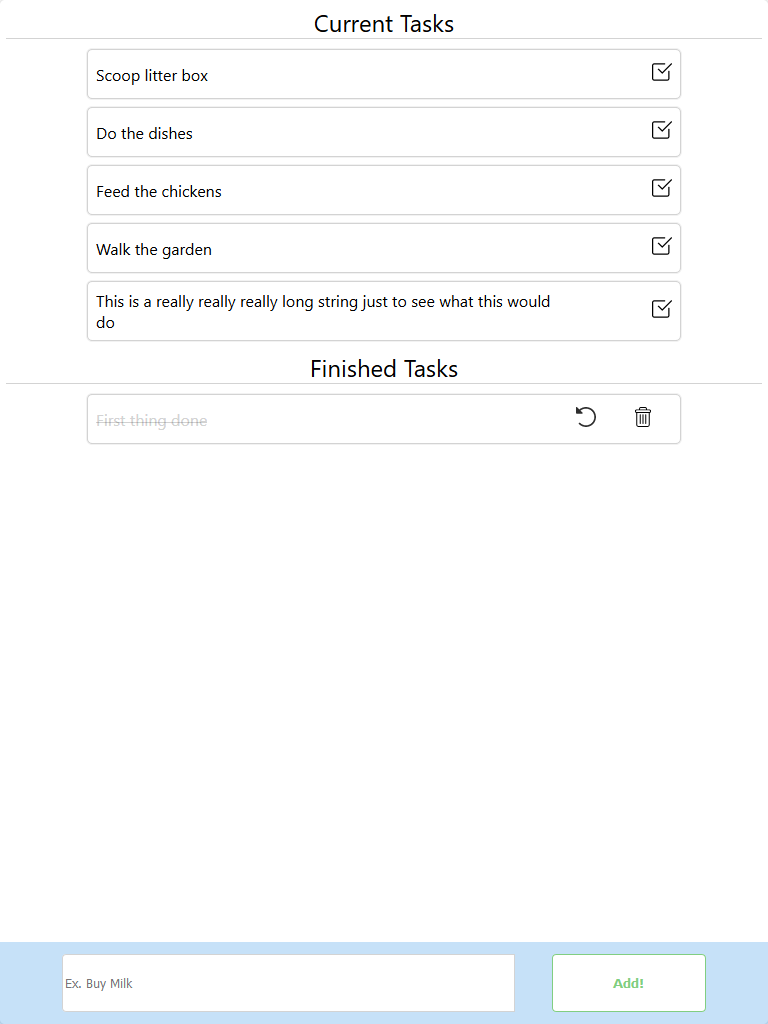 Current Tasks
Scoop litter box
Do the dishes
Feed the chickens
Walk the garden
This is a really really really long string just to see what this would
do
Finished Tasks
First thing done
Ex. Buy Milk
Add!